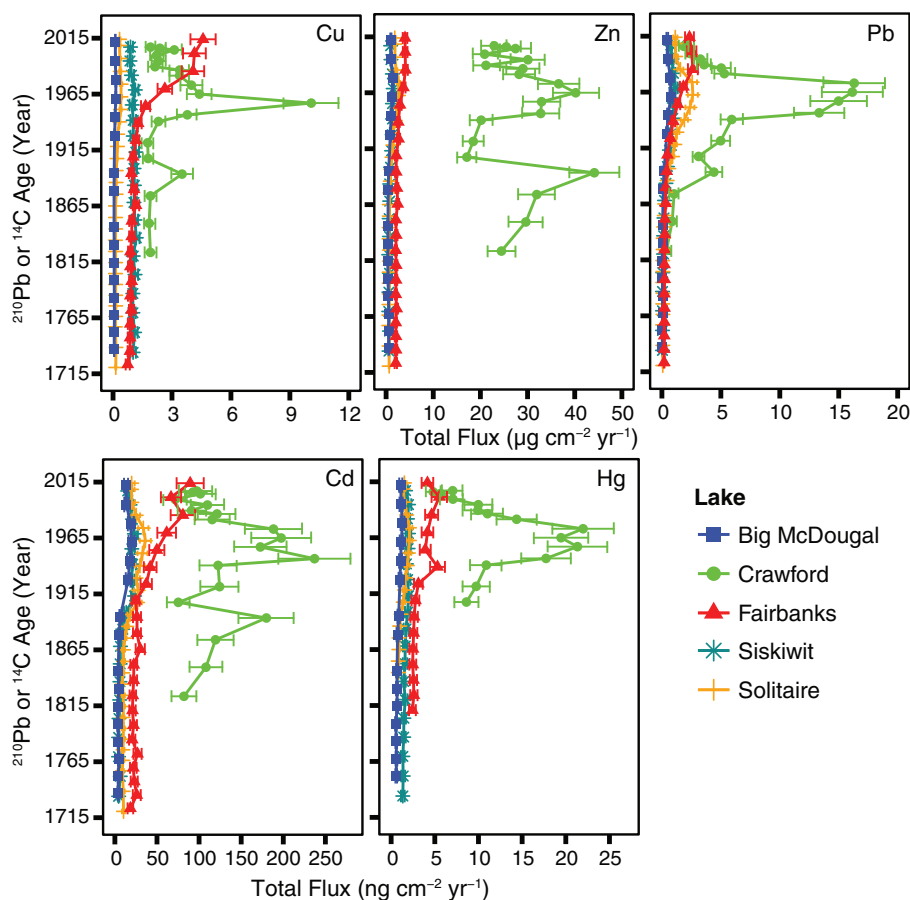 Cu
Zn
Pb
2015
1965
1915
1865
1815
1765
1715
²¹⁰Pb or ¹⁴C Age (Year)
0 3 6 9 12
0 10 20 30 40 50
0 5 10 15 20
Total Flux (µg cm⁻² yr⁻¹)
Cd
Hg
2015
1965
1915
1865
1815
1765
1715
²¹⁰Pb or ¹⁴C Age (Year)
0 50 100 150 200 250
0 5 10 15 20 25
Total Flux (ng cm⁻² yr⁻¹)
Lake
Big McDougal
Crawford
Fairbanks
Siskiwit
Solitaire